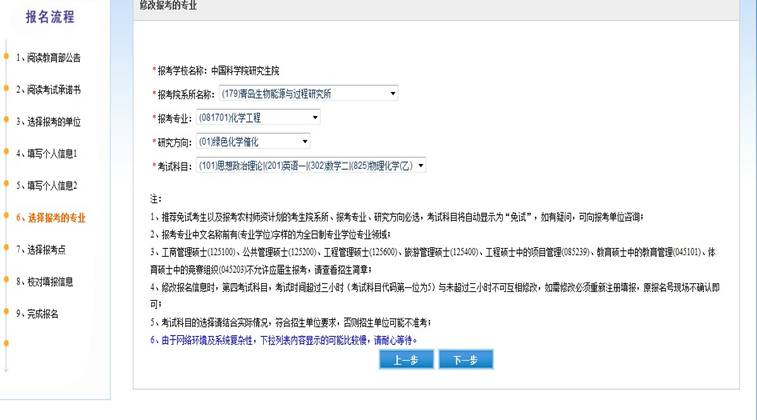 报名流程
1、阅读教育部公告
2、阅读考试承诺书
3、选择报考的单位
4、填写个人信息1
5、填写个人信息2
6、选择报考的专业
7、选择报考点
8、校对填报信息
9、完成报名
修改报考的专业
*报考学校名称：中国科学院研究生院
*报考院系所名称：(179)青岛生物能源与过程研究所
*报考专业：(081701)化学工程
*研究方向：(01)绿色化学催化
*考试科目：(101)思想政治理论|(201)英语一|(302)数学二|(825)物理化学(乙)
注：
1、推荐免试考生以及报考农村师资计划的考生院系所、报考专业、研究方向必选，考试科目将自动显示为“免试”，如有疑问，可向报考单位咨询；
2、报考专业中文名称前有(专业学位)字样的为全日制专业学位专业领域；
3、工商管理硕士(125100)、公共管理硕士(125200)、工程管理硕士(125600)、旅游管理硕士(125400)、工程硕士中的项目管理(085239)、教育硕士中的教育管理(045101)、体
育硕士中的竞赛组织(045203)不允许应届生报考，请查看招生简章；
4、修改报名信息时，第四考试科目，考试时间超过三小时（考试科目代码第一位为5）与未超过三小时不可互相修改，如需修改必须重新注册填报，原报名号现场不确认即
可；
5、考试科目的选择请结合实际情况，符合招生单位要求，否则招生单位可能不准考；
6、由于网络环境及系统复杂性，下拉列表内容显示的可能比较慢，请耐心等待。
上一步
下一步